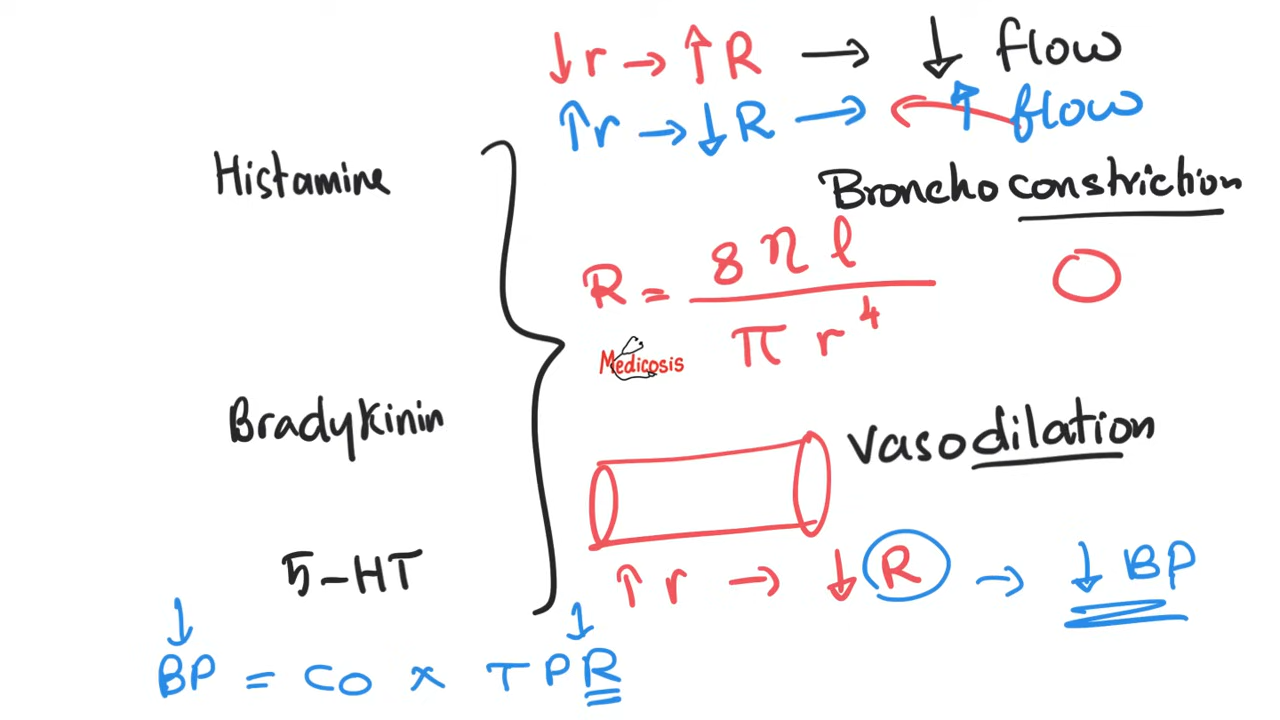 ↓r → ↑R → ↓ flow
↑r → ↓R → ↑ flow
Histamine
Bronchoconstriction
R = 8 η l
π r⁴
Medicosis
Bradykinin
Vasodilation
5-HT
↑ r → ↓ R → ↓ BP
↓ ↓
BP = CO × TPR